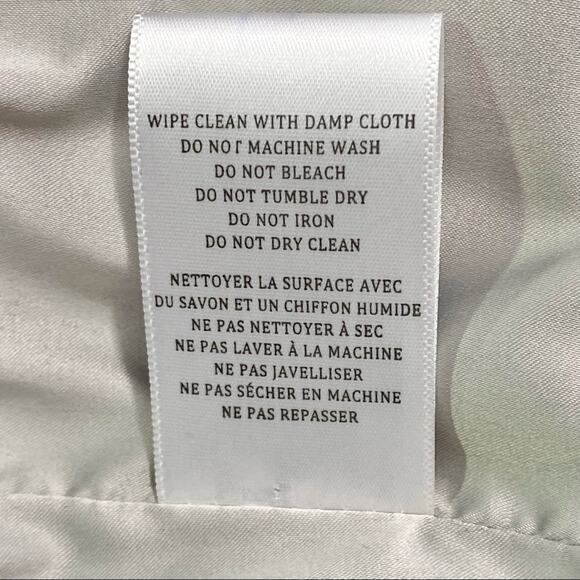 WIPE CLEAN WITH DAMP CLOTH
DO NOT MACHINE WASH
DO NOT BLEACH
DO NOT TUMBLE DRY
DO NOT IRON
DO NOT DRY CLEAN
NETTOYER LA SURFACE AVEC
DU SAVON ET UN CHIFFON HUMIDE
NE PAS NETTOYER À SEC
NE PAS LAVER À LA MACHINE
NE PAS JAVELLISER
NE PAS SÉCHER EN MACHINE
NE PAS REPASSER